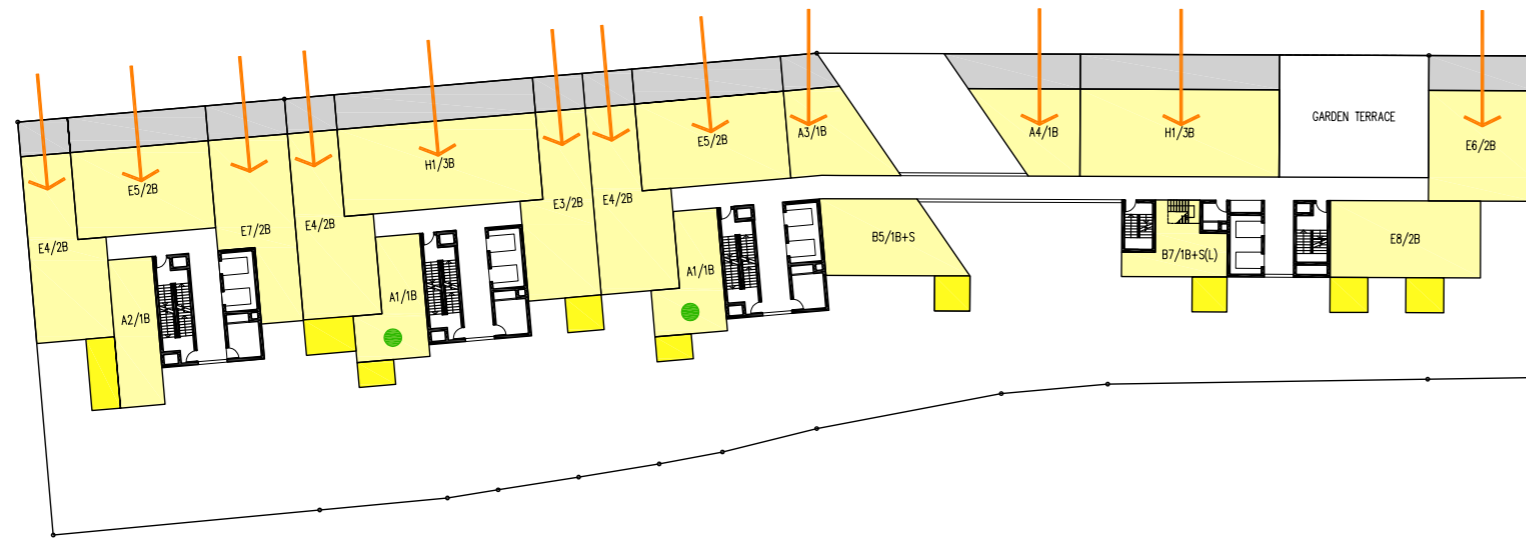 E4/2B
E5/2B
A2/1B
E7/2B
E4/2B
H1/3B
A1/1B
E3/2B
E4/2B
E5/2B
A1/1B
A3/1B
B5/1B+S
A4/1B
H1/3B
B7/1B+S(L)
GARDEN TERRACE
E8/2B
E6/2B